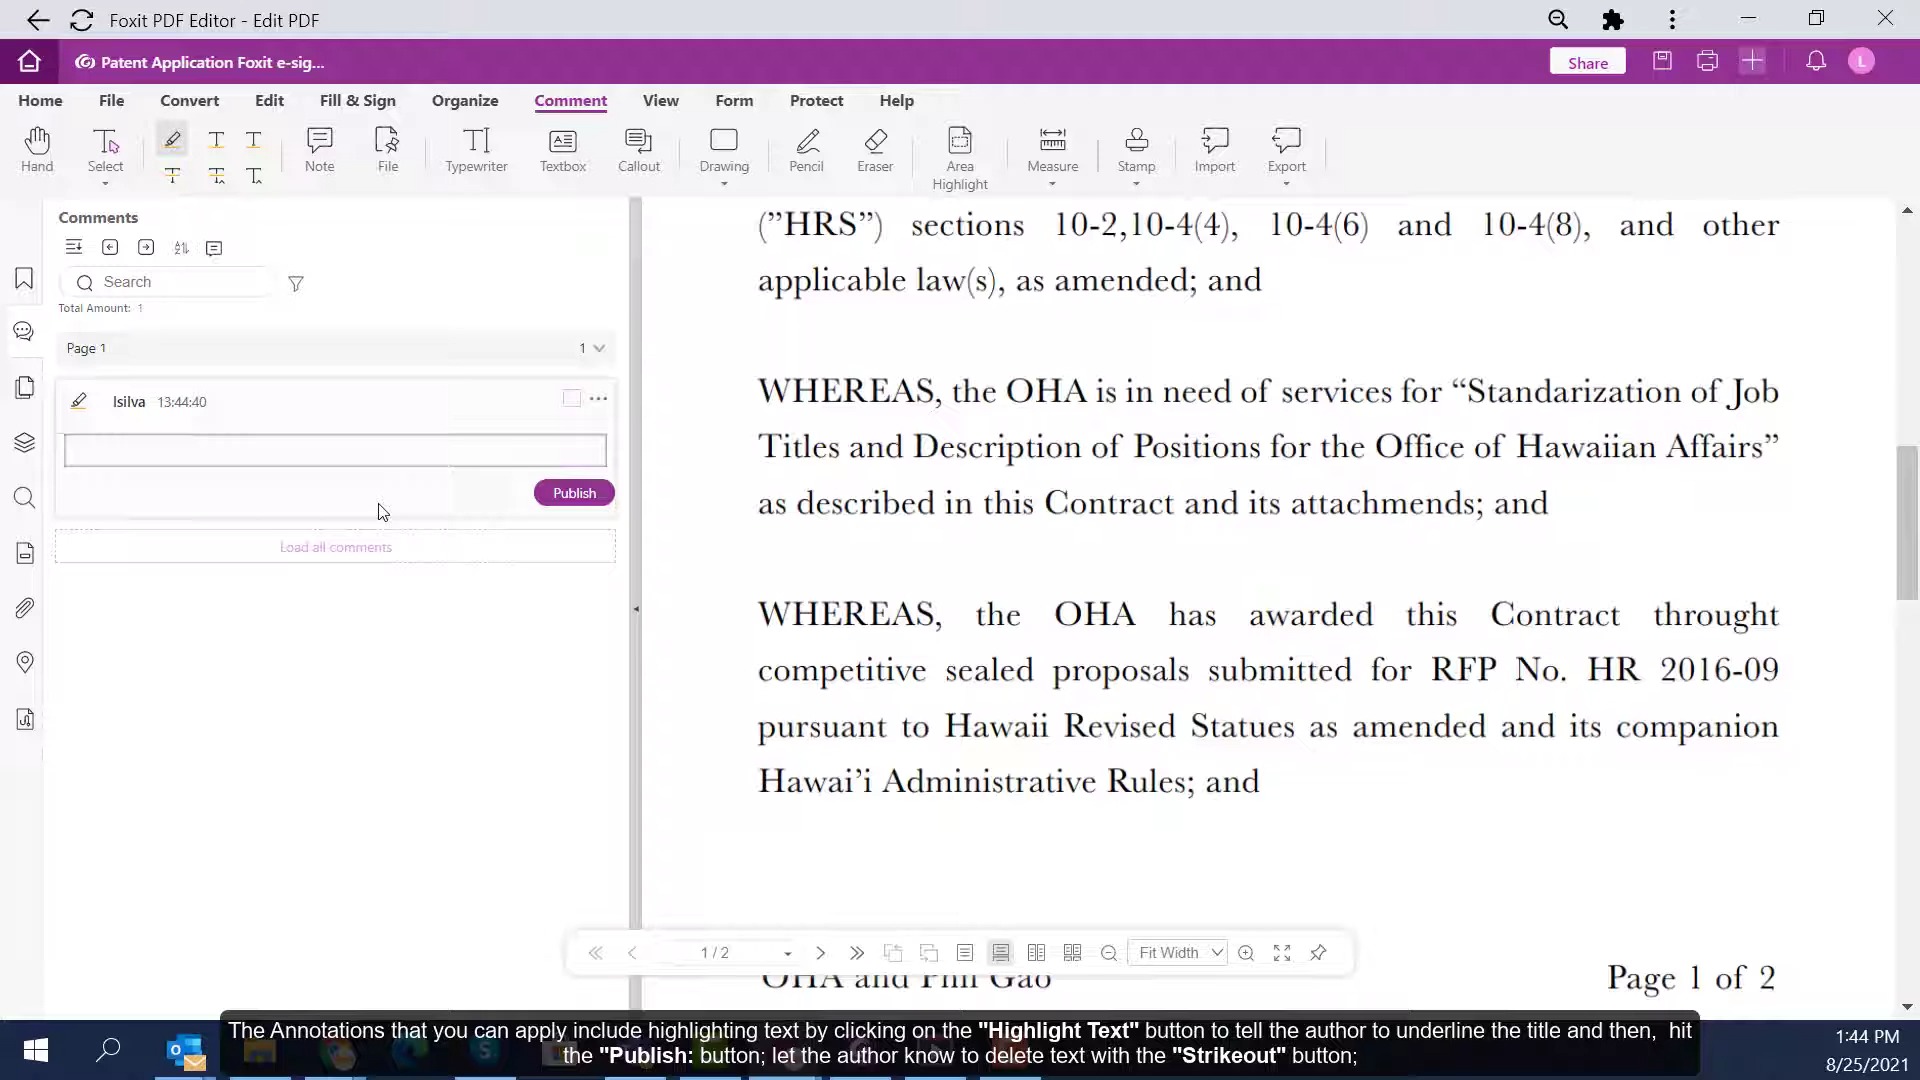 Foxit PDF Editor - Edit PDF
Patent Application Foxit e-sig...
Share
L
Home File Convert Edit Fill & Sign Organize Comment View Form Protect Help
Hand Select Note File Typewriter Textbox Callout Drawing Pencil Eraser Area Highlight Measure Stamp Import Export
Comments
Search
Total Amount: 1
Page 1 1
lsilva 13:44:40
Publish
Load all comments
("HRS") sections 10-2,10-4(4), 10-4(6) and 10-4(8), and other
applicable law(s), as amended; and
WHEREAS, the OHA is in need of services for “Standarization of Job
Titles and Description of Positions for the Office of Hawaiian Affairs”
as described in this Contract and its attachmends; and
WHEREAS, the OHA has awarded this Contract throught
competitive sealed proposals submitted for RFP No. HR 2016-09
pursuant to Hawaii Revised Statues as amended and its companion
Hawai’i Administrative Rules; and
1 / 2 Fit Width
OHA and Phil Gao Page 1 of 2
The Annotations that you can apply include highlighting text by clicking on the "Highlight Text" button to tell the author to underline the title and then, hit
the "Publish: button; let the author know to delete text with the "Strikeout" button;
1:44 PM
8/25/2021